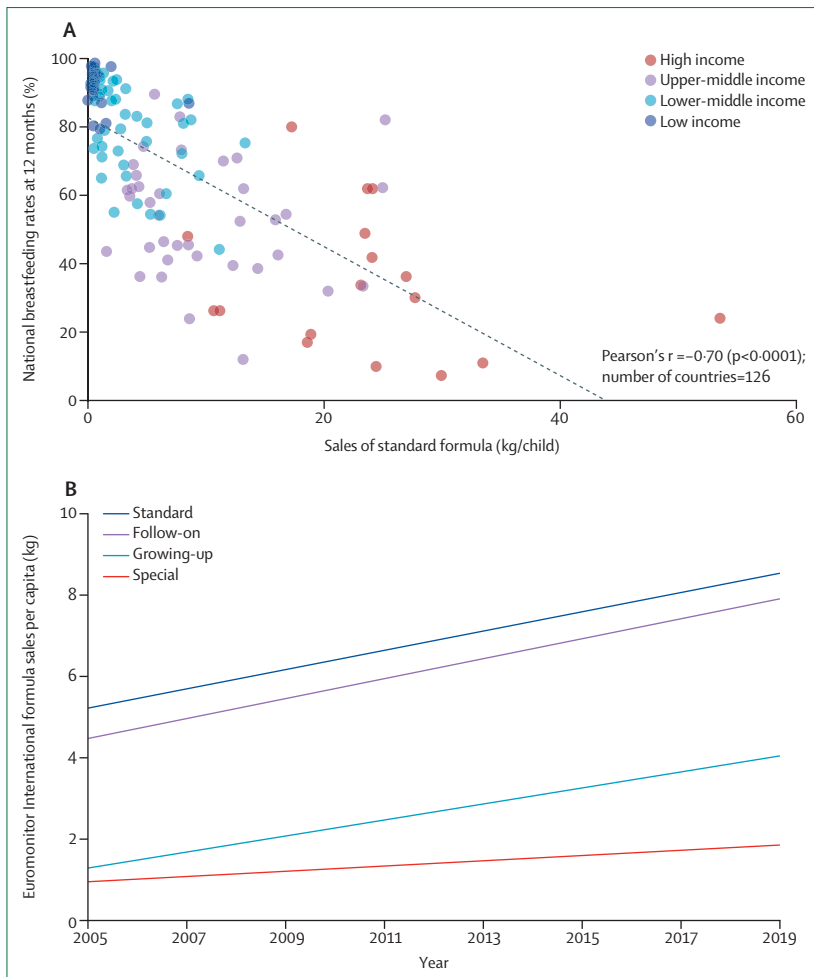 A
National breastfeeding rates at 12 months (%)
100
80
60
40
20
0
0
20
40
60
Sales of standard formula (kg/child)
High income
Upper-middle income
Lower-middle income
Low income
Pearson's r =−0·70 (p<0·0001);
number of countries=126
B
Euromonitor International formula sales per capita (kg)
10
8
6
4
2
0
Standard
Follow-on
Growing-up
Special
2005
2007
2009
2011
2013
2015
2017
2019
Year